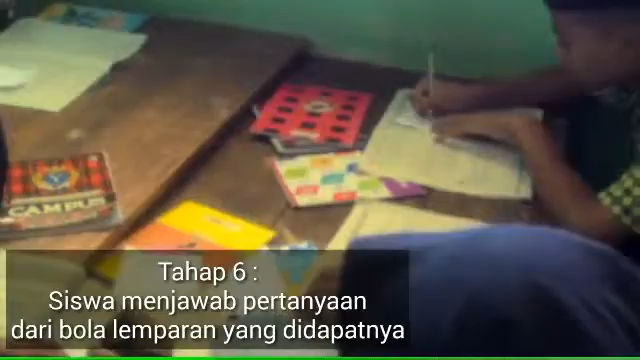 CAMPUS
Tahap 6 :
Siswa menjawab pertanyaan
dari bola lemparan yang didapatnya